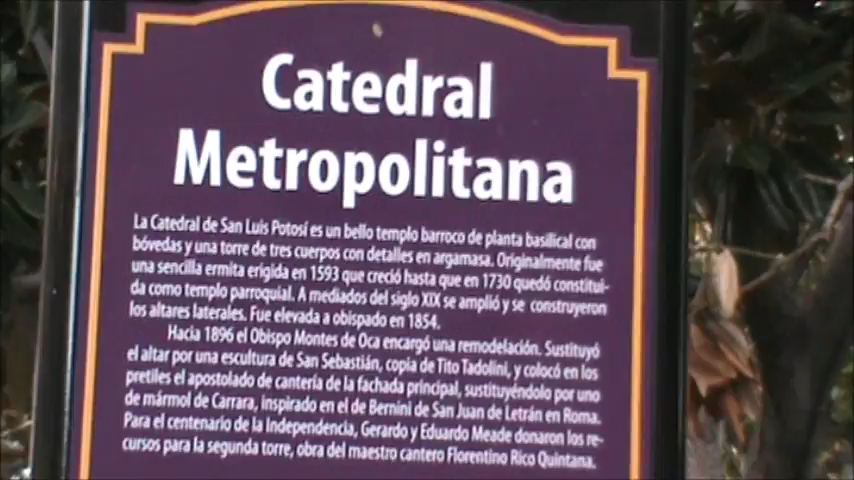 Catedral
Metropolitana
La Catedral de San Luis Potosí es un bello templo barroco de planta basilical con
bóvedas y una torre de tres cuerpos con detalles en argamasa. Originalmente fue
una sencilla ermita erigida en 1593 que creció hasta que en 1730 quedó constitui-
da como templo parroquial. A mediados del siglo XIX se amplió y se construyeron
los altares laterales. Fue elevada a obispado en 1854.
Hacia 1896 el Obispo Montes de Oca encargó una remodelación. Sustituyó
el altar por una escultura de San Sebastián, copia de Tito Tadolini, y colocó en los
pretiles el apostolado de cantería de la fachada principal, sustituyéndolo por uno
de mármol de Carrara, inspirado en el de Bernini de San Juan de Letrán en Roma.
Para el centenario de la Independencia, Gerardo y Eduardo Meade donaron los re-
cursos para la segunda torre, obra del maestro cantero Florentino Rico Quintana.